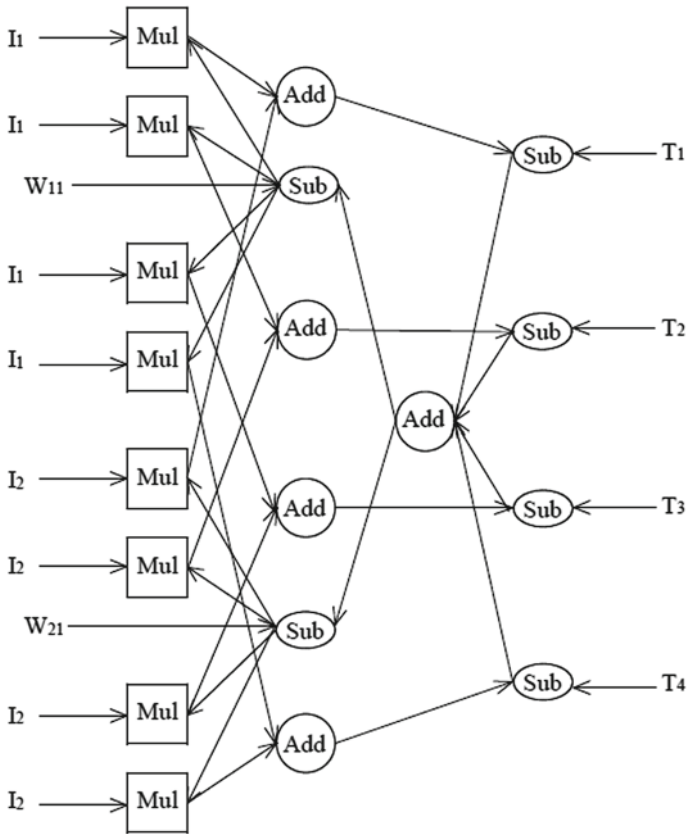 I1 Mul
Add
I1 Mul
Sub T1
W11 Sub
I1 Mul
Add Sub T2
I1 Mul
Add
I2 Mul
Add Sub T3
I2 Mul
W21 Sub
Sub T4
I2 Mul
Add
I2 Mul